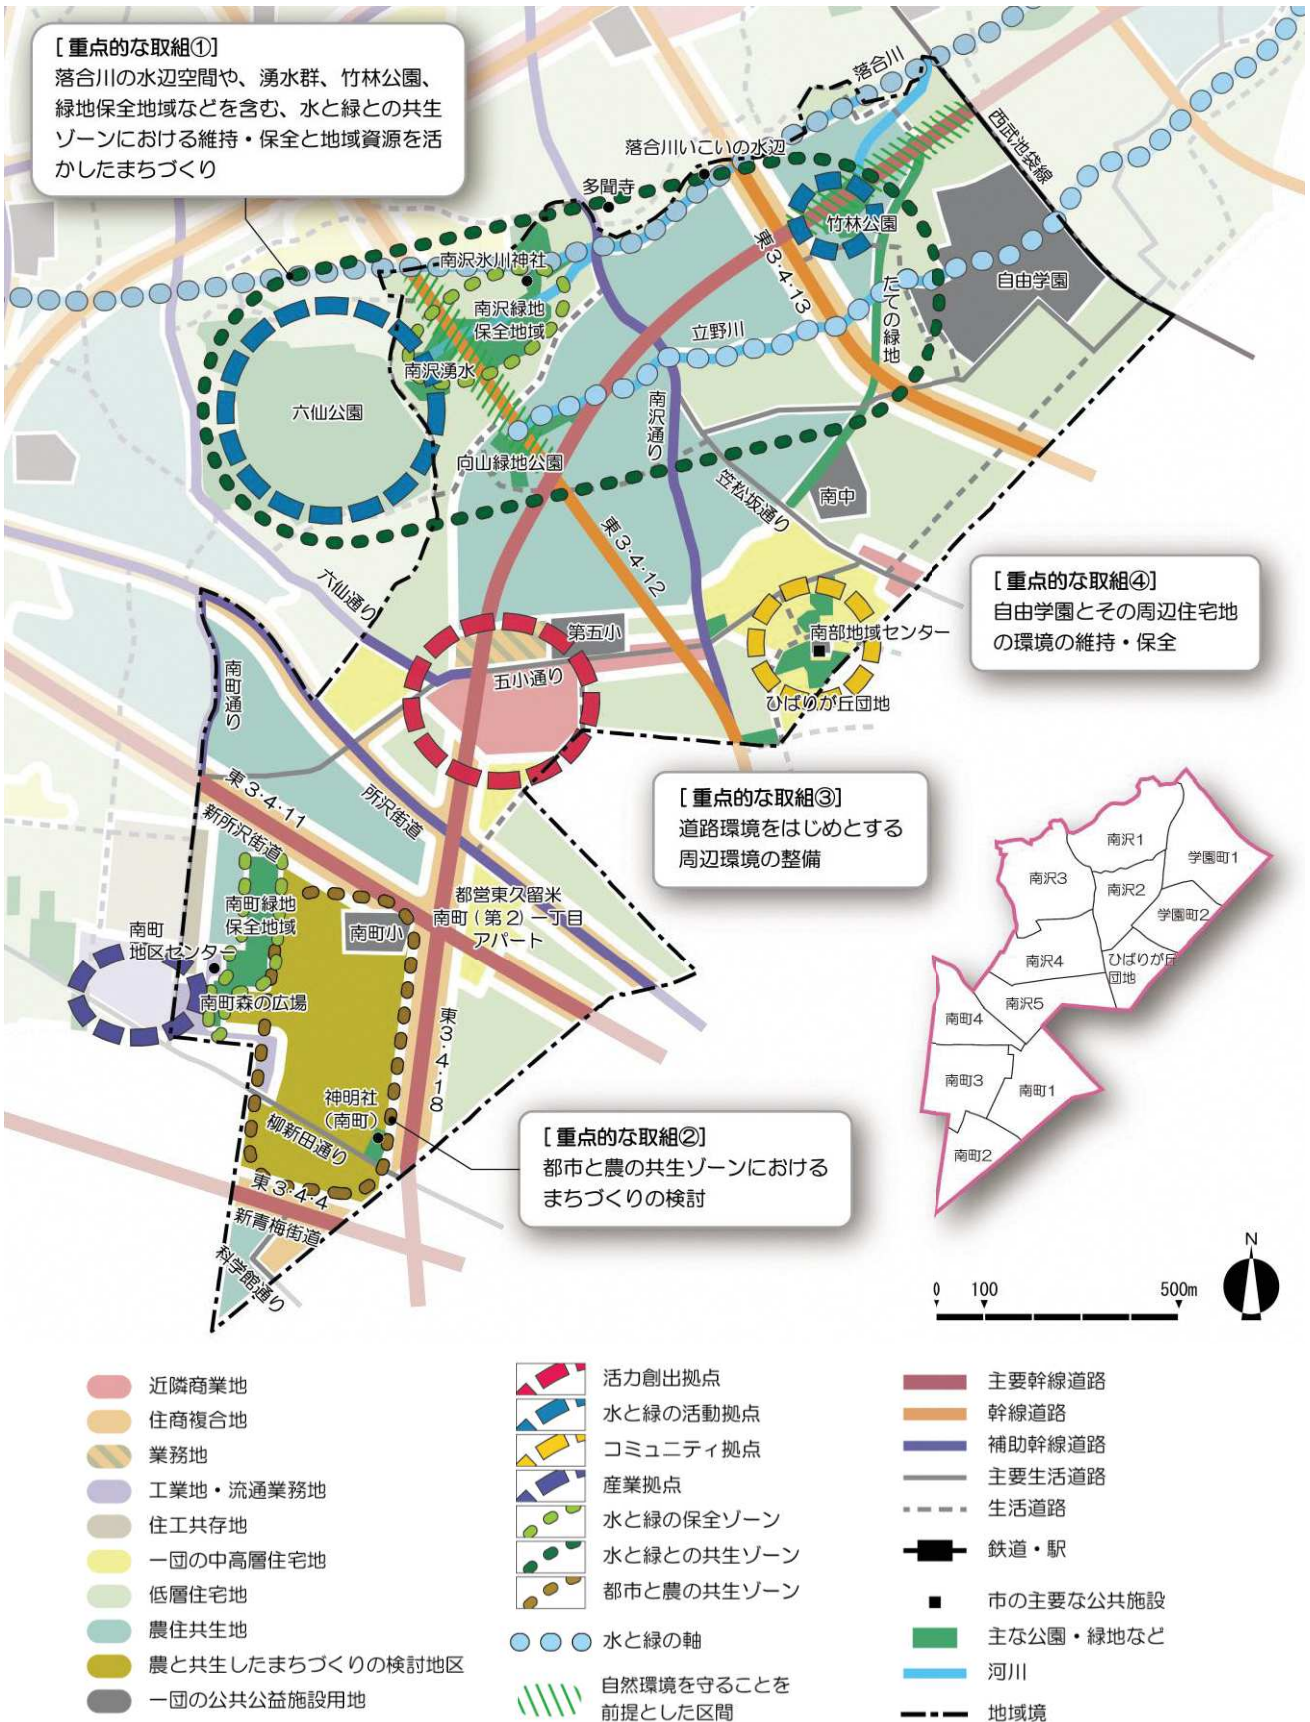 [重点的な取組①]
落合川の水辺空間や、湧水群、竹林公園、
緑地保全地域などを含む、水と緑との共生
ゾーンにおける維持・保全と地域資源を活
かしたまちづくり
落合川
西武池袋線
落合川いこいの水辺
多聞寺
竹林公園
東3・4・13
南沢氷川神社
自由学園
たての緑地
南沢緑地
保全地域
立野川
南沢湧水
六仙公園
南沢通り
向山緑地公園
笠松坂通り
南中
東3・4・12
六仙通り
[重点的な取組④]
自由学園とその周辺住宅地
の環境の維持・保全
第五小
南部地域センター
五小通り
ひばりが丘団地
南町通り
東3・4・11
新所沢街道
所沢街道
[重点的な取組③]
道路環境をはじめとする
周辺環境の整備
南沢1
学園町1
南沢3
南沢2
学園町2
南沢4
ひばりが丘
団地
南沢5
南町4
南町3
南町1
南町2
都営東久留米
南町(第2)一丁目
アパート
南町緑地
保全地域
南町小
南町
地区センター
南町森の広場
東3・4・18
神明社
(南町)
柳新田通り
[重点的な取組②]
都市と農の共生ゾーンにおける
まちづくりの検討
東3・4・4
新青梅街道
科学館通り
N
0 100 500m
近隣商業地
住商複合地
業務地
工業地・流通業務地
住工共存地
一団の中高層住宅地
低層住宅地
農住共生地
農と共生したまちづくりの検討地区
一団の公共公益施設用地
活力創出拠点
水と緑の活動拠点
コミュニティ拠点
産業拠点
水と緑の保全ゾーン
水と緑との共生ゾーン
都市と農の共生ゾーン
水と緑の軸
自然環境を守ることを
前提とした区間
主要幹線道路
幹線道路
補助幹線道路
主要生活道路
生活道路
鉄道・駅
市の主要な公共施設
主な公園・緑地など
河川
地域境